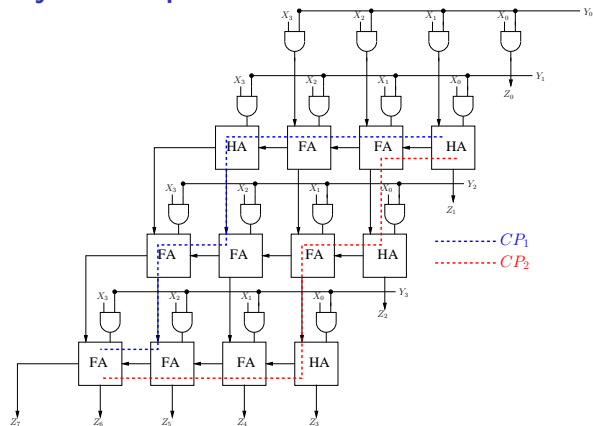 X₃ X₂ X₁ X₀ Y₀
X₃ X₂ X₁ X₀ Z₀ Y₁
HA FA FA HA
X₃ X₂ X₁ X₀ Y₂
Z₁
FA FA FA HA
CP₁
CP₂
X₃ X₂ X₁ X₀ Y₃
Z₂
FA FA FA HA
Z₇ Z₆ Z₅ Z₄ Z₃